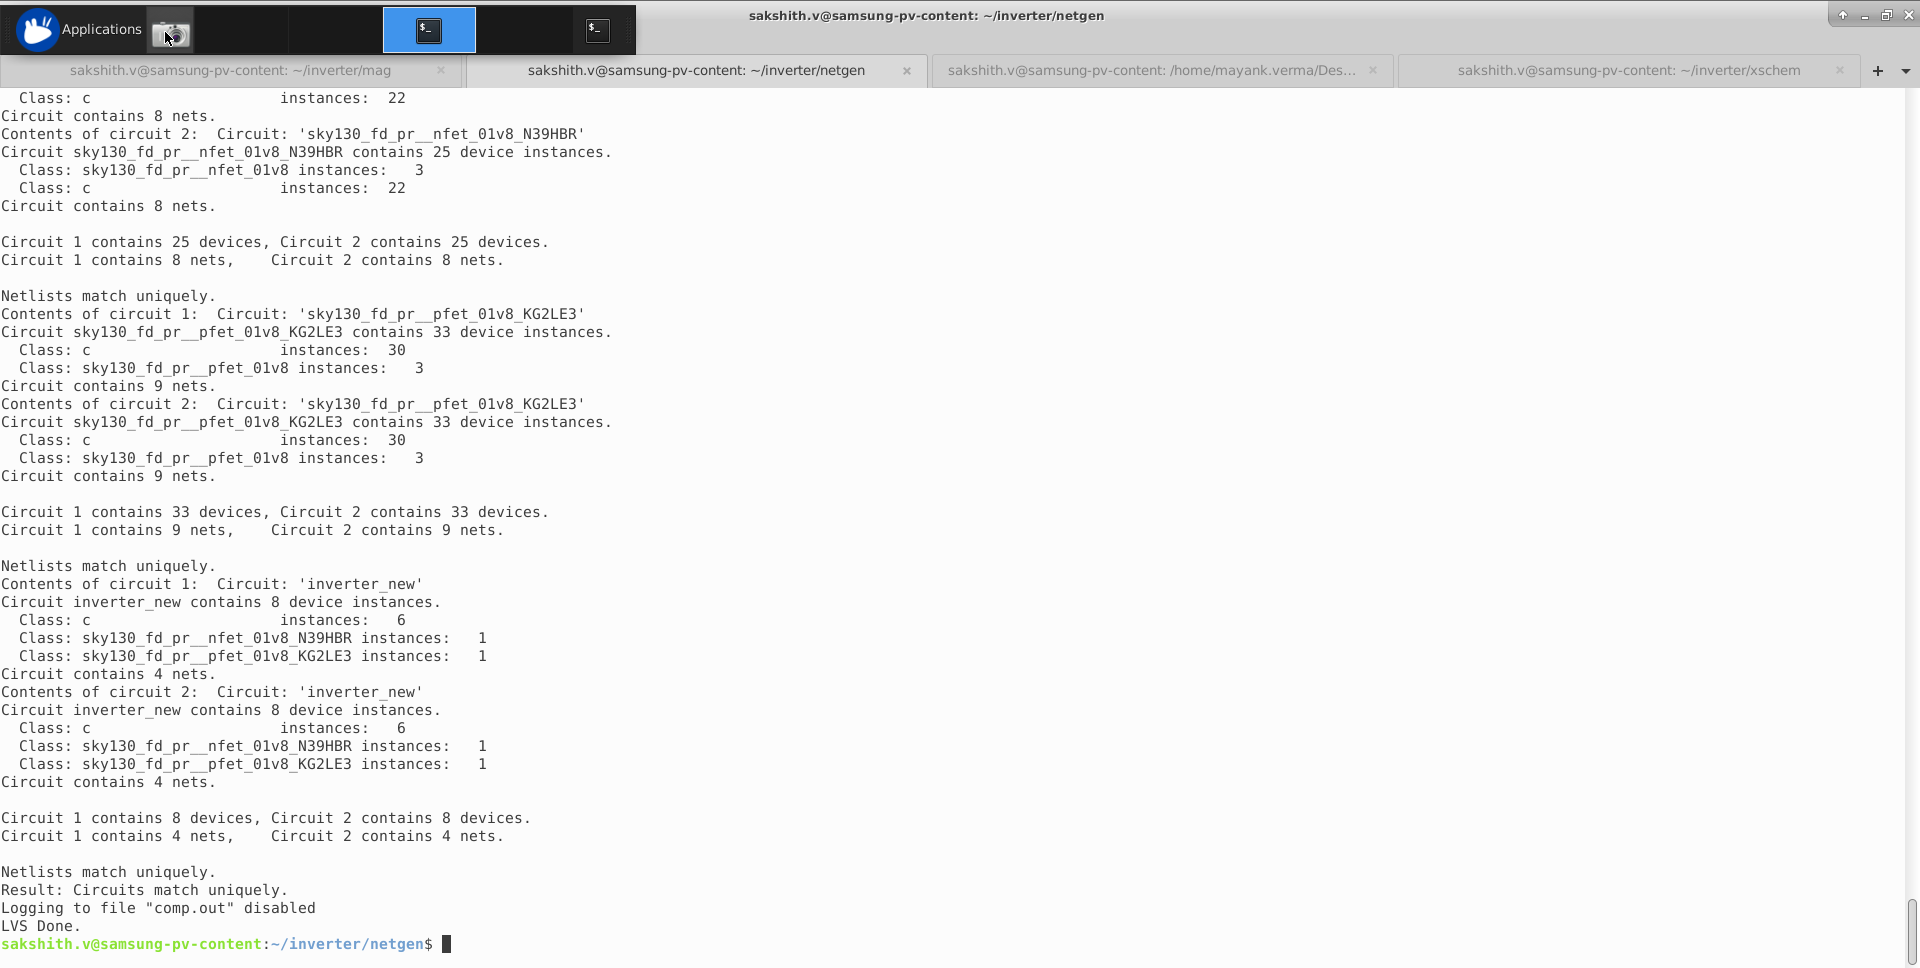 Applications
sakshith.v@samsung-pv-content: ~/inverter/netgen
sakshith.v@samsung-pv-content: ~/inverter/mag
sakshith.v@samsung-pv-content: ~/inverter/netgen
sakshith.v@samsung-pv-content: /home/mayank.verma/Des...
sakshith.v@samsung-pv-content: ~/inverter/xschem
  Class: c                     instances:  22
Circuit contains 8 nets.
Contents of circuit 2:  Circuit: 'sky130_fd_pr__nfet_01v8_N39HBR'
Circuit sky130_fd_pr__nfet_01v8_N39HBR contains 25 device instances.
  Class: sky130_fd_pr__nfet_01v8 instances:   3
  Class: c                     instances:  22
Circuit contains 8 nets.

Circuit 1 contains 25 devices, Circuit 2 contains 25 devices.
Circuit 1 contains 8 nets,    Circuit 2 contains 8 nets.

Netlists match uniquely.
Contents of circuit 1:  Circuit: 'sky130_fd_pr__pfet_01v8_KG2LE3'
Circuit sky130_fd_pr__pfet_01v8_KG2LE3 contains 33 device instances.
  Class: c                     instances:  30
  Class: sky130_fd_pr__pfet_01v8 instances:   3
Circuit contains 9 nets.
Contents of circuit 2:  Circuit: 'sky130_fd_pr__pfet_01v8_KG2LE3'
Circuit sky130_fd_pr__pfet_01v8_KG2LE3 contains 33 device instances.
  Class: c                     instances:  30
  Class: sky130_fd_pr__pfet_01v8 instances:   3
Circuit contains 9 nets.

Circuit 1 contains 33 devices, Circuit 2 contains 33 devices.
Circuit 1 contains 9 nets,    Circuit 2 contains 9 nets.

Netlists match uniquely.
Contents of circuit 1:  Circuit: 'inverter_new'
Circuit inverter_new contains 8 device instances.
  Class: c                     instances:   6
  Class: sky130_fd_pr__nfet_01v8_N39HBR instances:   1
  Class: sky130_fd_pr__pfet_01v8_KG2LE3 instances:   1
Circuit contains 4 nets.
Contents of circuit 2:  Circuit: 'inverter_new'
Circuit inverter_new contains 8 device instances.
  Class: c                     instances:   6
  Class: sky130_fd_pr__nfet_01v8_N39HBR instances:   1
  Class: sky130_fd_pr__pfet_01v8_KG2LE3 instances:   1
Circuit contains 4 nets.

Circuit 1 contains 8 devices, Circuit 2 contains 8 devices.
Circuit 1 contains 4 nets,    Circuit 2 contains 4 nets.

Netlists match uniquely.
Result: Circuits match uniquely.
Logging to file "comp.out" disabled
LVS Done.
sakshith.v@samsung-pv-content:~/inverter/netgen$